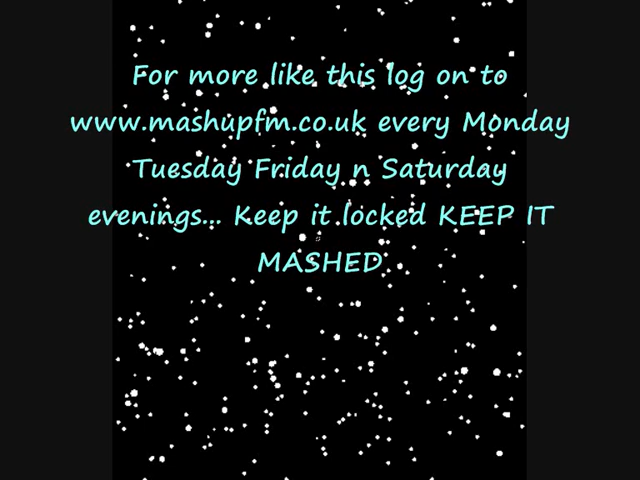 For more like this log on to
www.mashupfm.co.uk every Monday
Tuesday Friday n Saturday
evenings... Keep it locked KEEP IT
MASHED